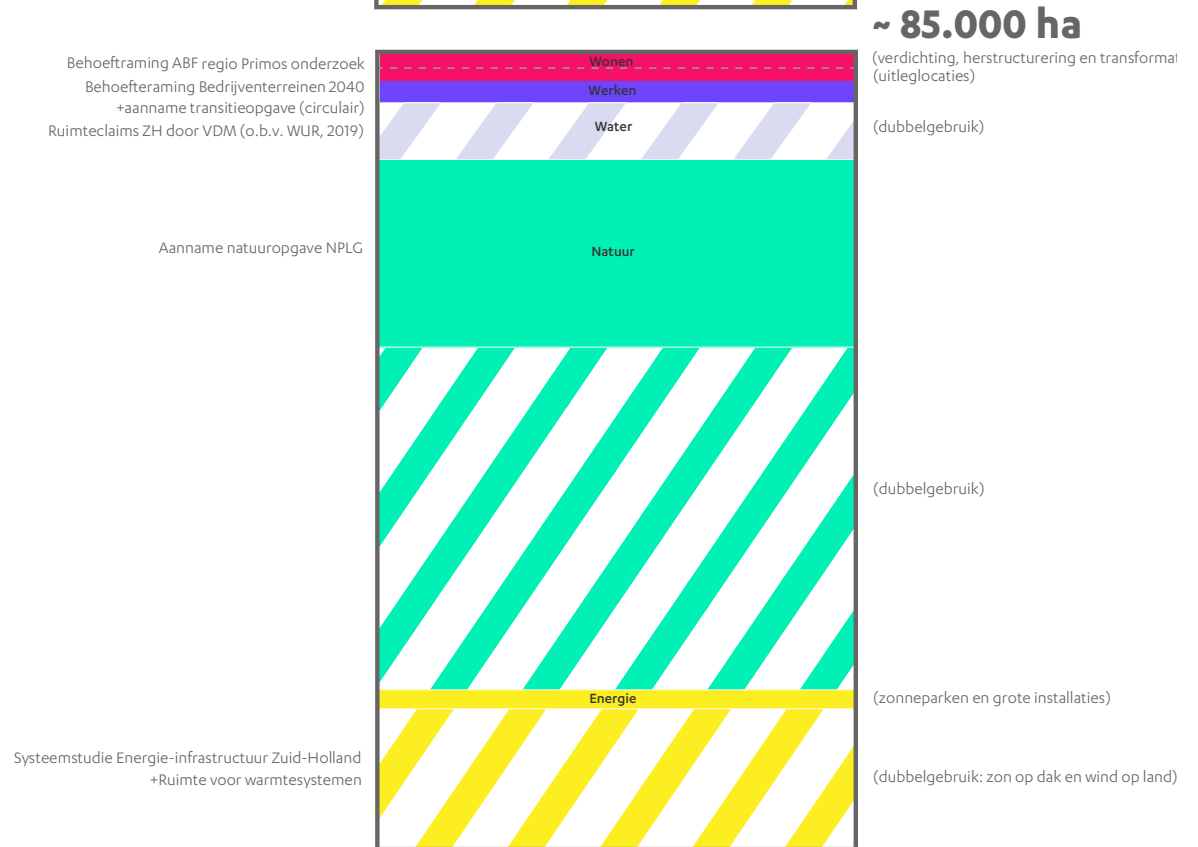 ~ 85.000 ha
Behoeftraming ABF regio Primos onderzoek
Wonen
(verdichting, herstructurering en transformat
(uitleglocaties)
Behoefteraming Bedrijventerreinen 2040
+aanname transitieopgave (circulair)
Werken
Ruimteclaims ZH door VDM (o.b.v. WUR, 2019)
Water
(dubbelgebruik)
Aanname natuuropgave NPLG
Natuur
(dubbelgebruik)
Energie
(zonneparken en grote installaties)
Systeemstudie Energie-infrastructuur Zuid-Holland
+Ruimte voor warmtesystemen
(dubbelgebruik: zon op dak en wind op land)